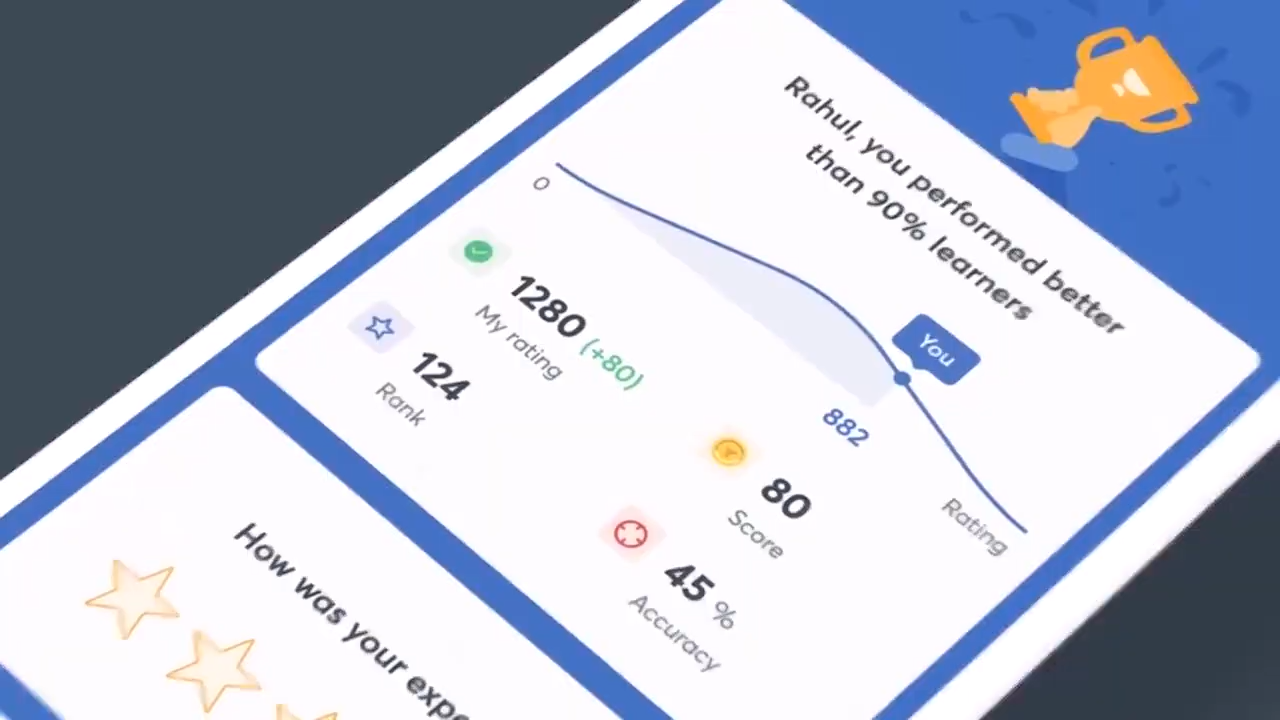 Rahul, you performed better
than 90% learners
You
0
882
Rating
1280 (+80)
My rating
80
Score
124
Rank
45 %
Accuracy
How was your